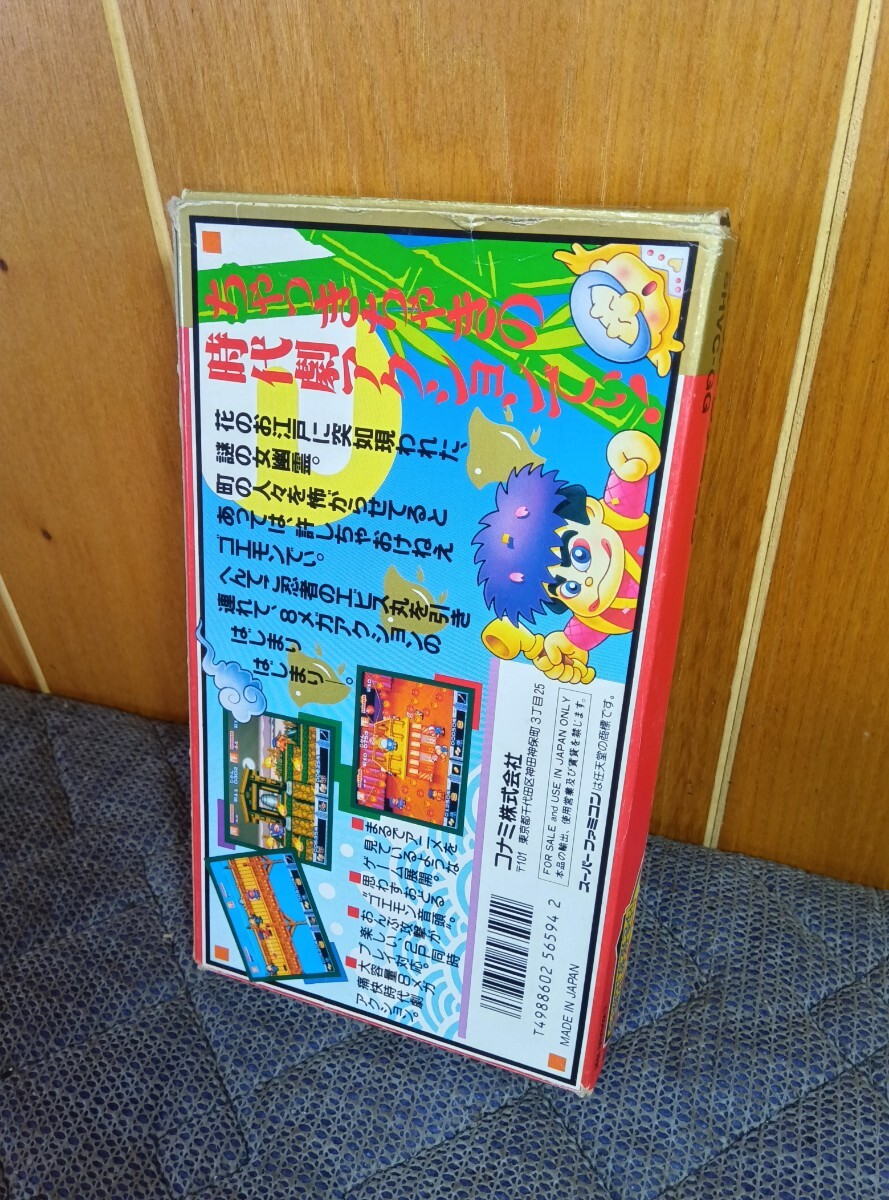 ちゃっきちゃきの
時代劇アクションでい!
花のお江戸に突如現われた、
謎の女幽霊。
町の人々を怖がらせてると
あっては、許しちゃおけねえ
ゴエモンでい。
へんてこ忍者のエビス丸を引き
連れて、8メガアクションの
はじまり
はじまり——。
■まるでアニメを
見ているような
ゲーム展開。
■思わずおどる
“ゴエモン音頭”。
■おんぶ攻撃が
楽しい、2P同時
プレイ対応。
■大容量8メガ
痛快時代劇
アクション。
コナミ株式会社
〒101 東京都千代田区神田神保町3丁目25
FOR SALE and USE IN JAPAN ONLY
本品の輸出、使用営業及び賃貸を禁じます。
スーパーファミコンは任天堂の商標です。
T4988602 56594 2
MADE IN JAPAN
SHVC-GG